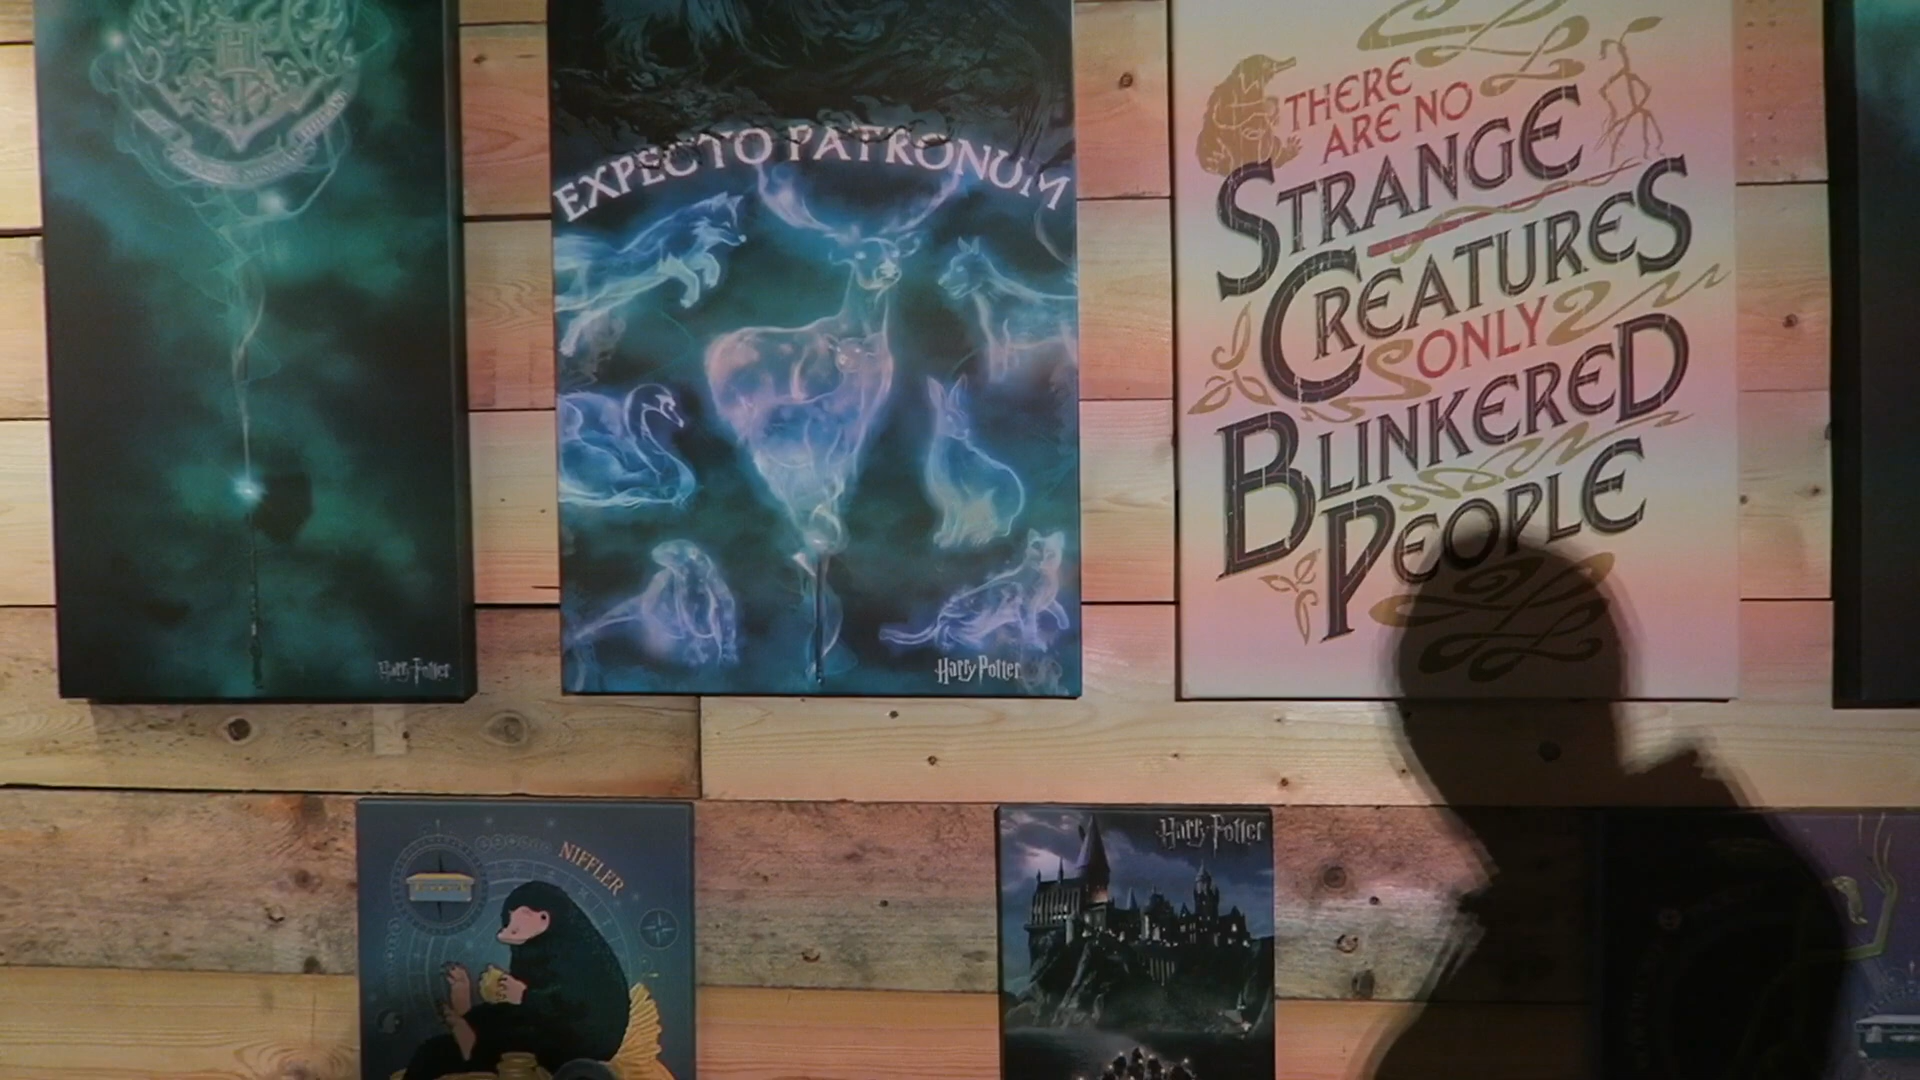 H
Harry Potter
EXPECTO PATRONUM
Harry Potter
THERE
ARE NO
STRANGE
CREATURES
ONLY
BLINKERED
PEOPLE
NIFFLER
Harry Potter